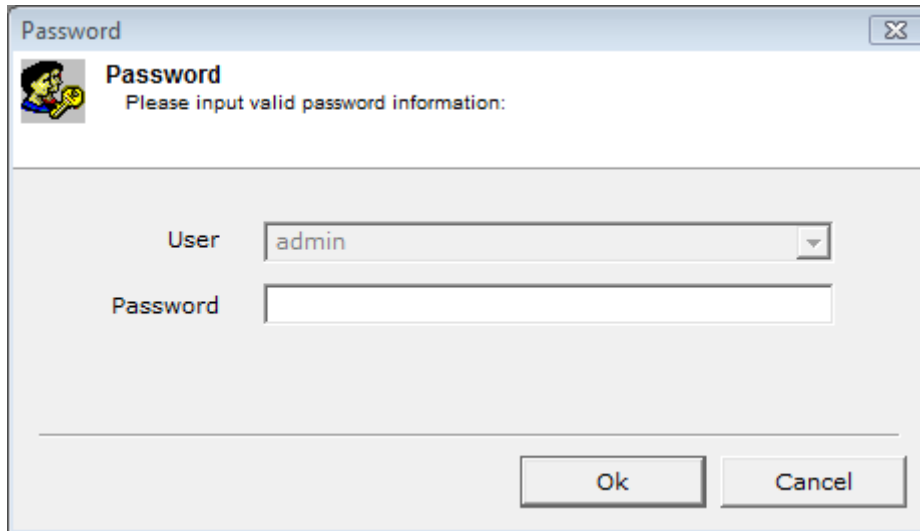 Password
Password
Please input valid password information:
User admin
Password
Ok Cancel